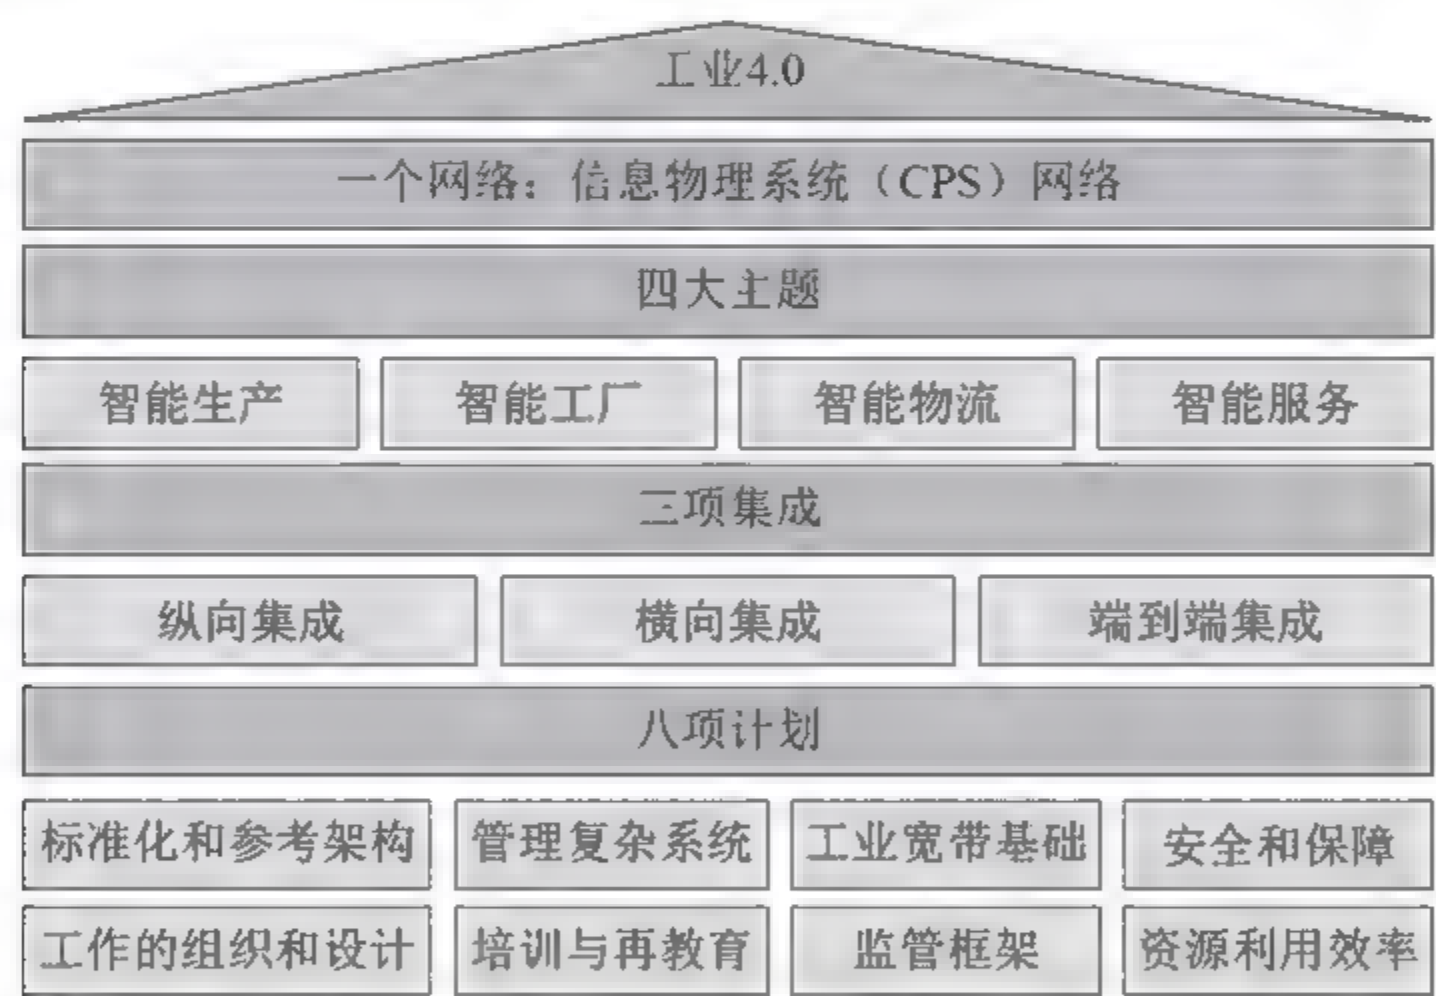 工业4.0
一个网络：信息物理系统（CPS）网络
四大主题
智能生产
智能工厂
智能物流
智能服务
三项集成
纵向集成
横向集成
端到端集成
八项计划
标准化和参考架构
管理复杂系统
工业宽带基础
安全和保障
工作的组织和设计
培训与再教育
监管框架
资源利用效率